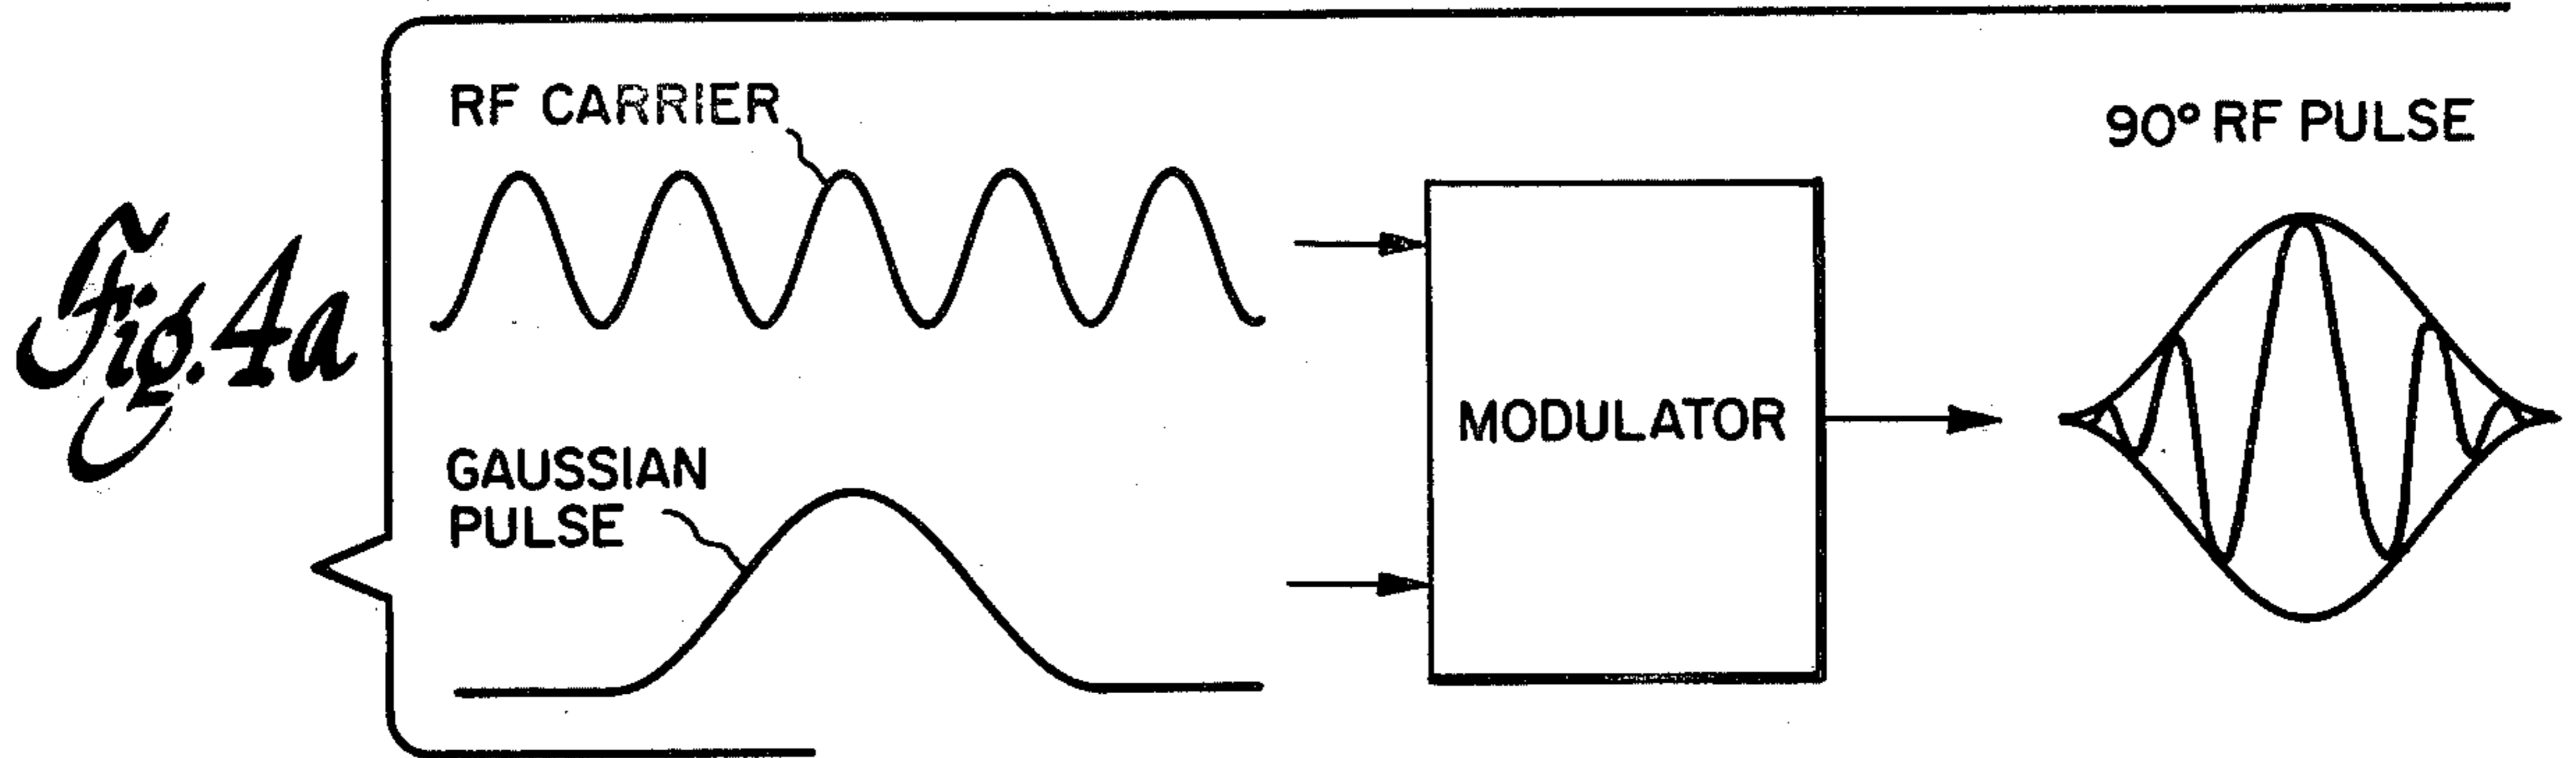 Fig. 4a
RF CARRIER
GAUSSIAN
PULSE
MODULATOR
90° RF PULSE